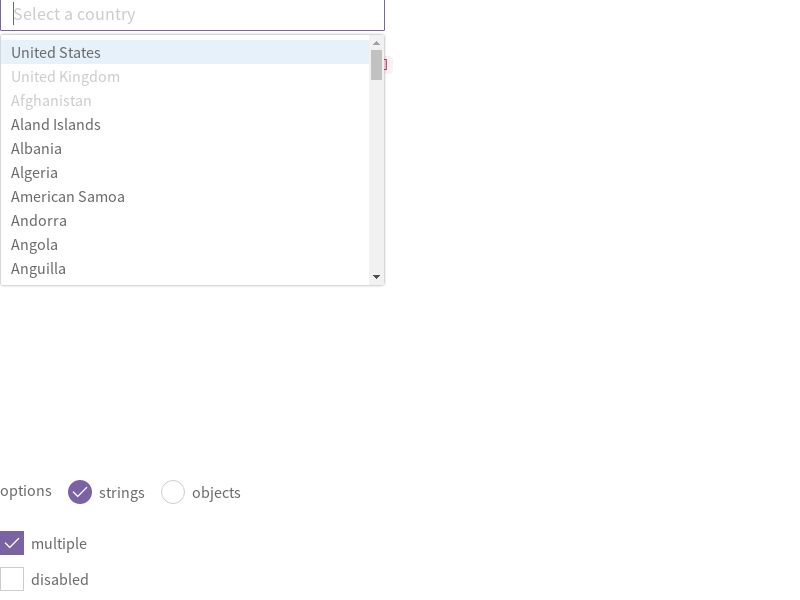 Select a country
United States
United Kingdom
Afghanistan
Aland Islands
Albania
Algeria
American Samoa
Andorra
Angola
Anguilla
options strings objects
multiple
disabled